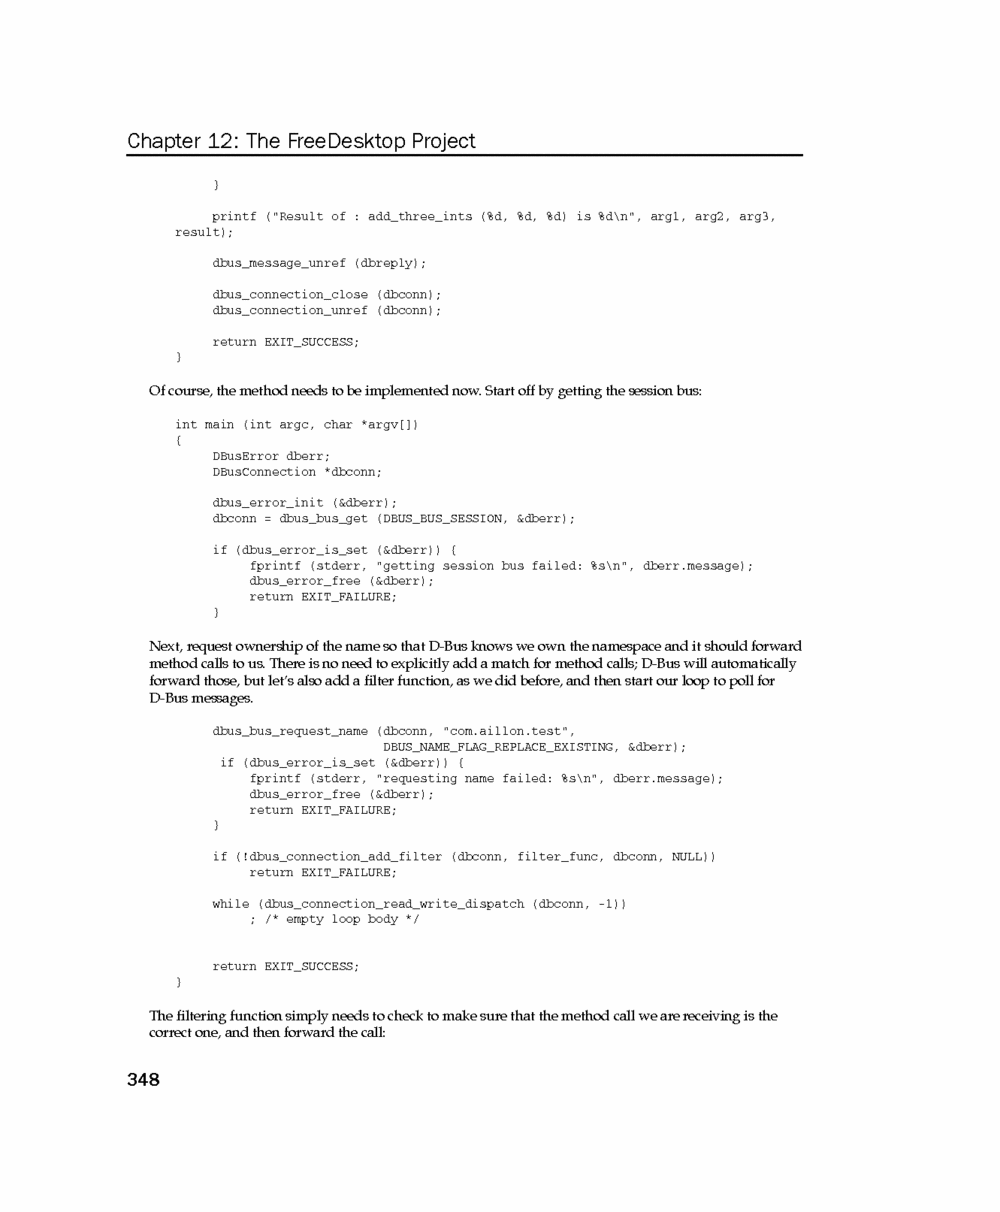 Chapter 12: The FreeDesktop Project
}
printf ("Result of : add_three_ints (%d, %d, %d) is %d\n", arg1, arg2, arg3,
result);
dbus_message_unref (dbreply);
dbus_connection_close (dbconn);
dbus_connection_unref (dbconn);
return EXIT_SUCCESS;
}
Of course, the method needs to be implemented now. Start off by getting the session bus:
int main (int argc, char *argv[])
{
DBusError dberr;
DBusConnection *dbconn;
dbus_error_init (&dberr);
dbconn = dbus_bus_get (DBUS_BUS_SESSION, &dberr);
if (dbus_error_is_set (&dberr)) {
fprintf (stderr, "getting session bus failed: %s\n", dberr.message);
dbus_error_free (&dberr);
return EXIT_FAILURE;
}
Next, request ownership of the name so that D-Bus knows we own the namespace and it should forward
method calls to us. There is no need to explicitly add a match for method calls; D-Bus will automatically
forward those, but let's also add a filter function, as we did before, and then start our loop to poll for
D-Bus messages.
dbus_bus_request_name (dbconn, "com.aillon.test",
DBUS_NAME_FLAG_REPLACE_EXISTING, &dberr);
if (dbus_error_is_set (&dberr)) {
fprintf (stderr, "requesting name failed: %s\n", dberr.message);
dbus_error_free (&dberr);
return EXIT_FAILURE;
}
if (!dbus_connection_add_filter (dbconn, filter_func, dbconn, NULL))
return EXIT_FAILURE;
while (dbus_connection_read_write_dispatch (dbconn, -1))
; /* empty loop body */
return EXIT_SUCCESS;
}
The filtering function simply needs to check to make sure that the method call we are receiving is the
correct one, and then forward the call:
348